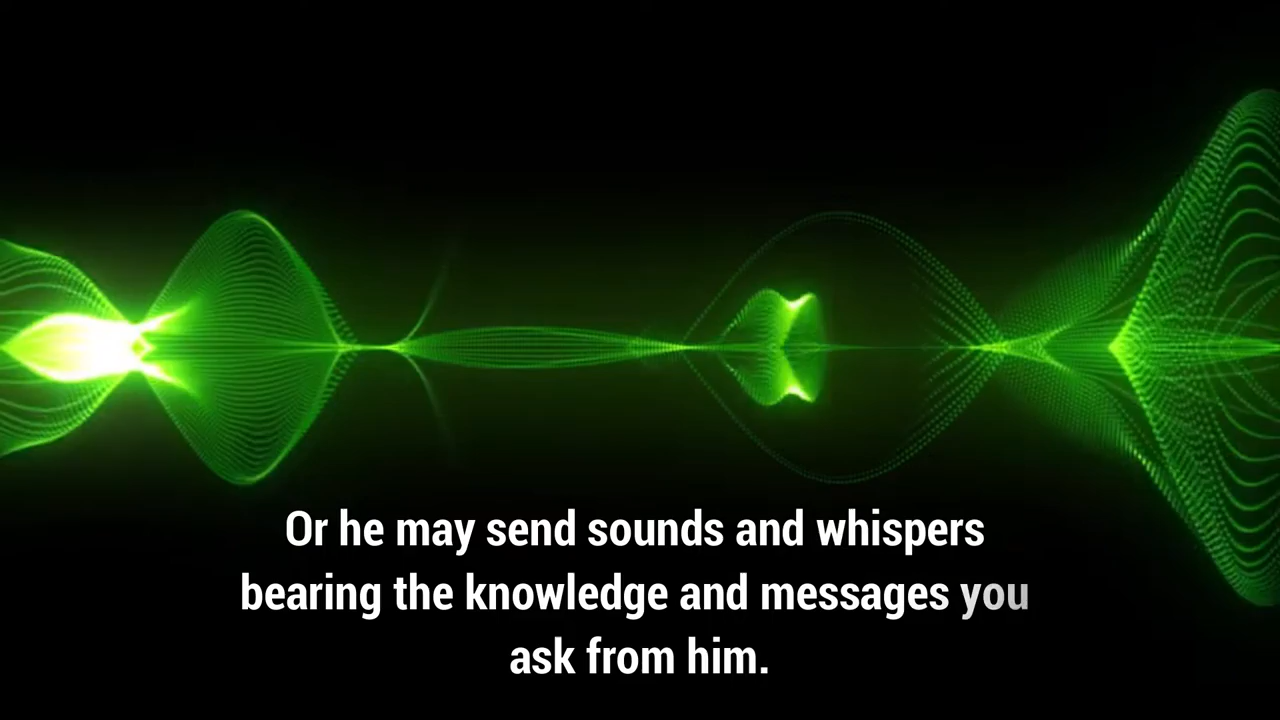 Or he may send sounds and whispers
bearing the knowledge and messages you
ask from him.